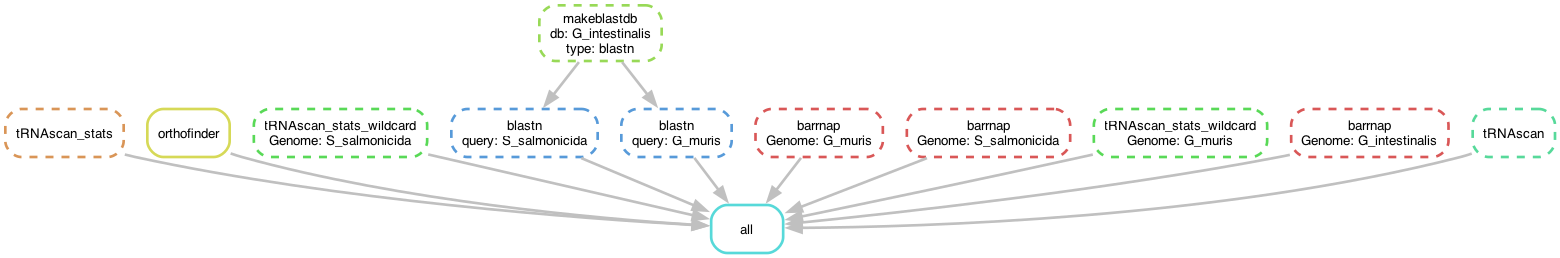 makeblastdb
db: G_intestinalis
type: blastn
tRNAscan_stats
orthofinder
tRNAscan_stats_wildcard
Genome: S_salmonicida
blastn
query: S_salmonicida
blastn
query: G_muris
barrnap
Genome: G_muris
barrnap
Genome: S_salmonicida
tRNAscan_stats_wildcard
Genome: G_muris
barrnap
Genome: G_intestinalis
tRNAscan
all